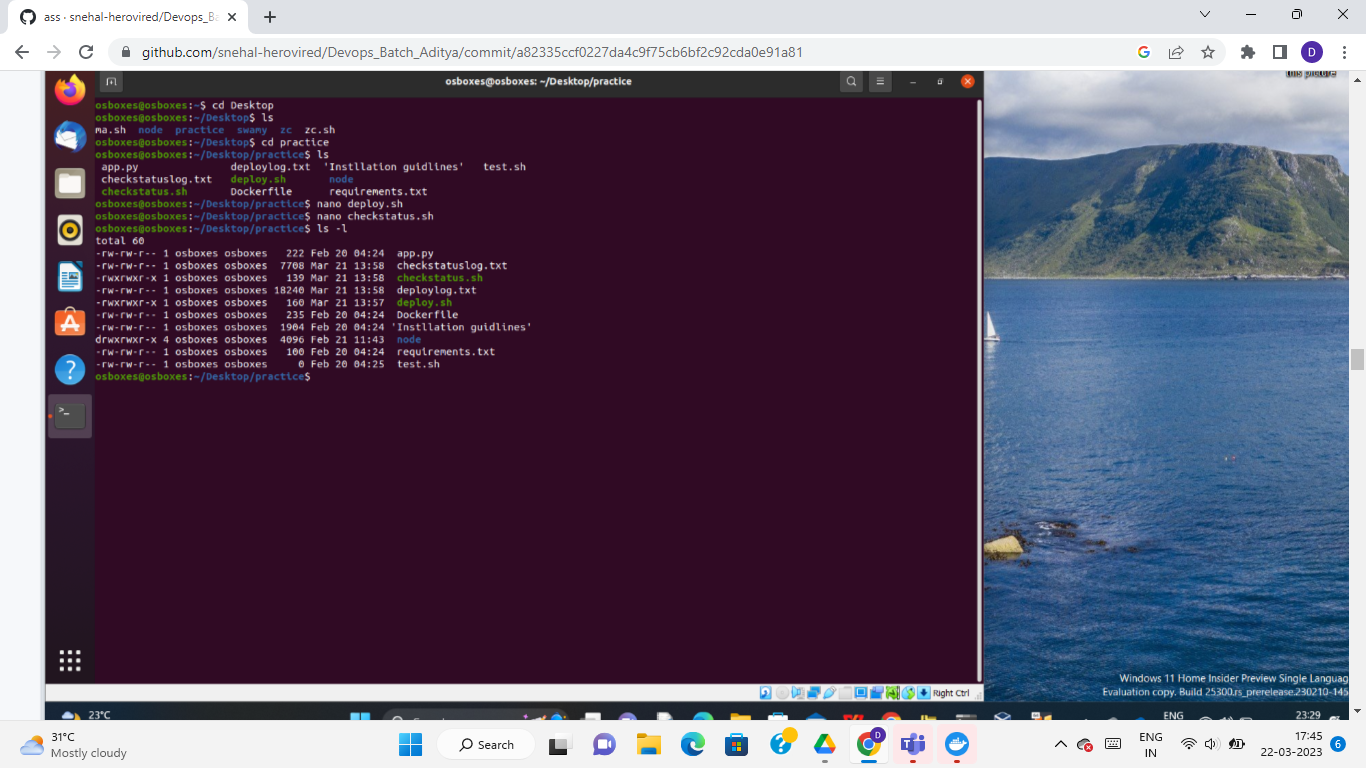 ass · snehal-herovired/Devops_Ba
github.com/snehal-herovired/Devops_Batch_Aditya/commit/a82335ccf0227da4c9f75cb6bf2c92cda0e91a81
D
osboxes@osboxes: ~/Desktop/practice
this picture
osboxes@osboxes:~$ cd Desktop
osboxes@osboxes:~/Desktop$ ls
ma.sh node practice swamy zc zc.sh
osboxes@osboxes:~/Desktop$ cd practice
osboxes@osboxes:~/Desktop/practice$ ls
app.py deploylog.txt 'Instllation guidlines' test.sh
checkstatuslog.txt deploy.sh node
checkstatus.sh Dockerfile requirements.txt
osboxes@osboxes:~/Desktop/practice$ nano deploy.sh
osboxes@osboxes:~/Desktop/practice$ nano checkstatus.sh
osboxes@osboxes:~/Desktop/practice$ ls -l
total 60
-rw-rw-r-- 1 osboxes osboxes 222 Feb 20 04:24 app.py
-rw-rw-r-- 1 osboxes osboxes 7708 Mar 21 13:58 checkstatuslog.txt
-rwxrwxr-x 1 osboxes osboxes 139 Mar 21 13:58 checkstatus.sh
-rw-rw-r-- 1 osboxes osboxes 18240 Mar 21 13:58 deploylog.txt
-rwxrwxr-x 1 osboxes osboxes 160 Mar 21 13:57 deploy.sh
-rw-rw-r-- 1 osboxes osboxes 235 Feb 20 04:24 Dockerfile
-rw-rw-r-- 1 osboxes osboxes 1904 Feb 20 04:24 'Instllation guidlines'
drwxrwxr-x 4 osboxes osboxes 4096 Feb 21 11:43 node
-rw-rw-r-- 1 osboxes osboxes 100 Feb 20 04:24 requirements.txt
-rw-rw-r-- 1 osboxes osboxes 0 Feb 20 04:25 test.sh
osboxes@osboxes:~/Desktop/practice$
Right Ctrl
Windows 11 Home Insider Preview Single Languag
Evaluation copy. Build 25300.rs_prerelease.230210-145
23°C
ENG
23:29
31°C
Mostly cloudy
Search
D
ENG
IN
17:45
22-03-2023
6